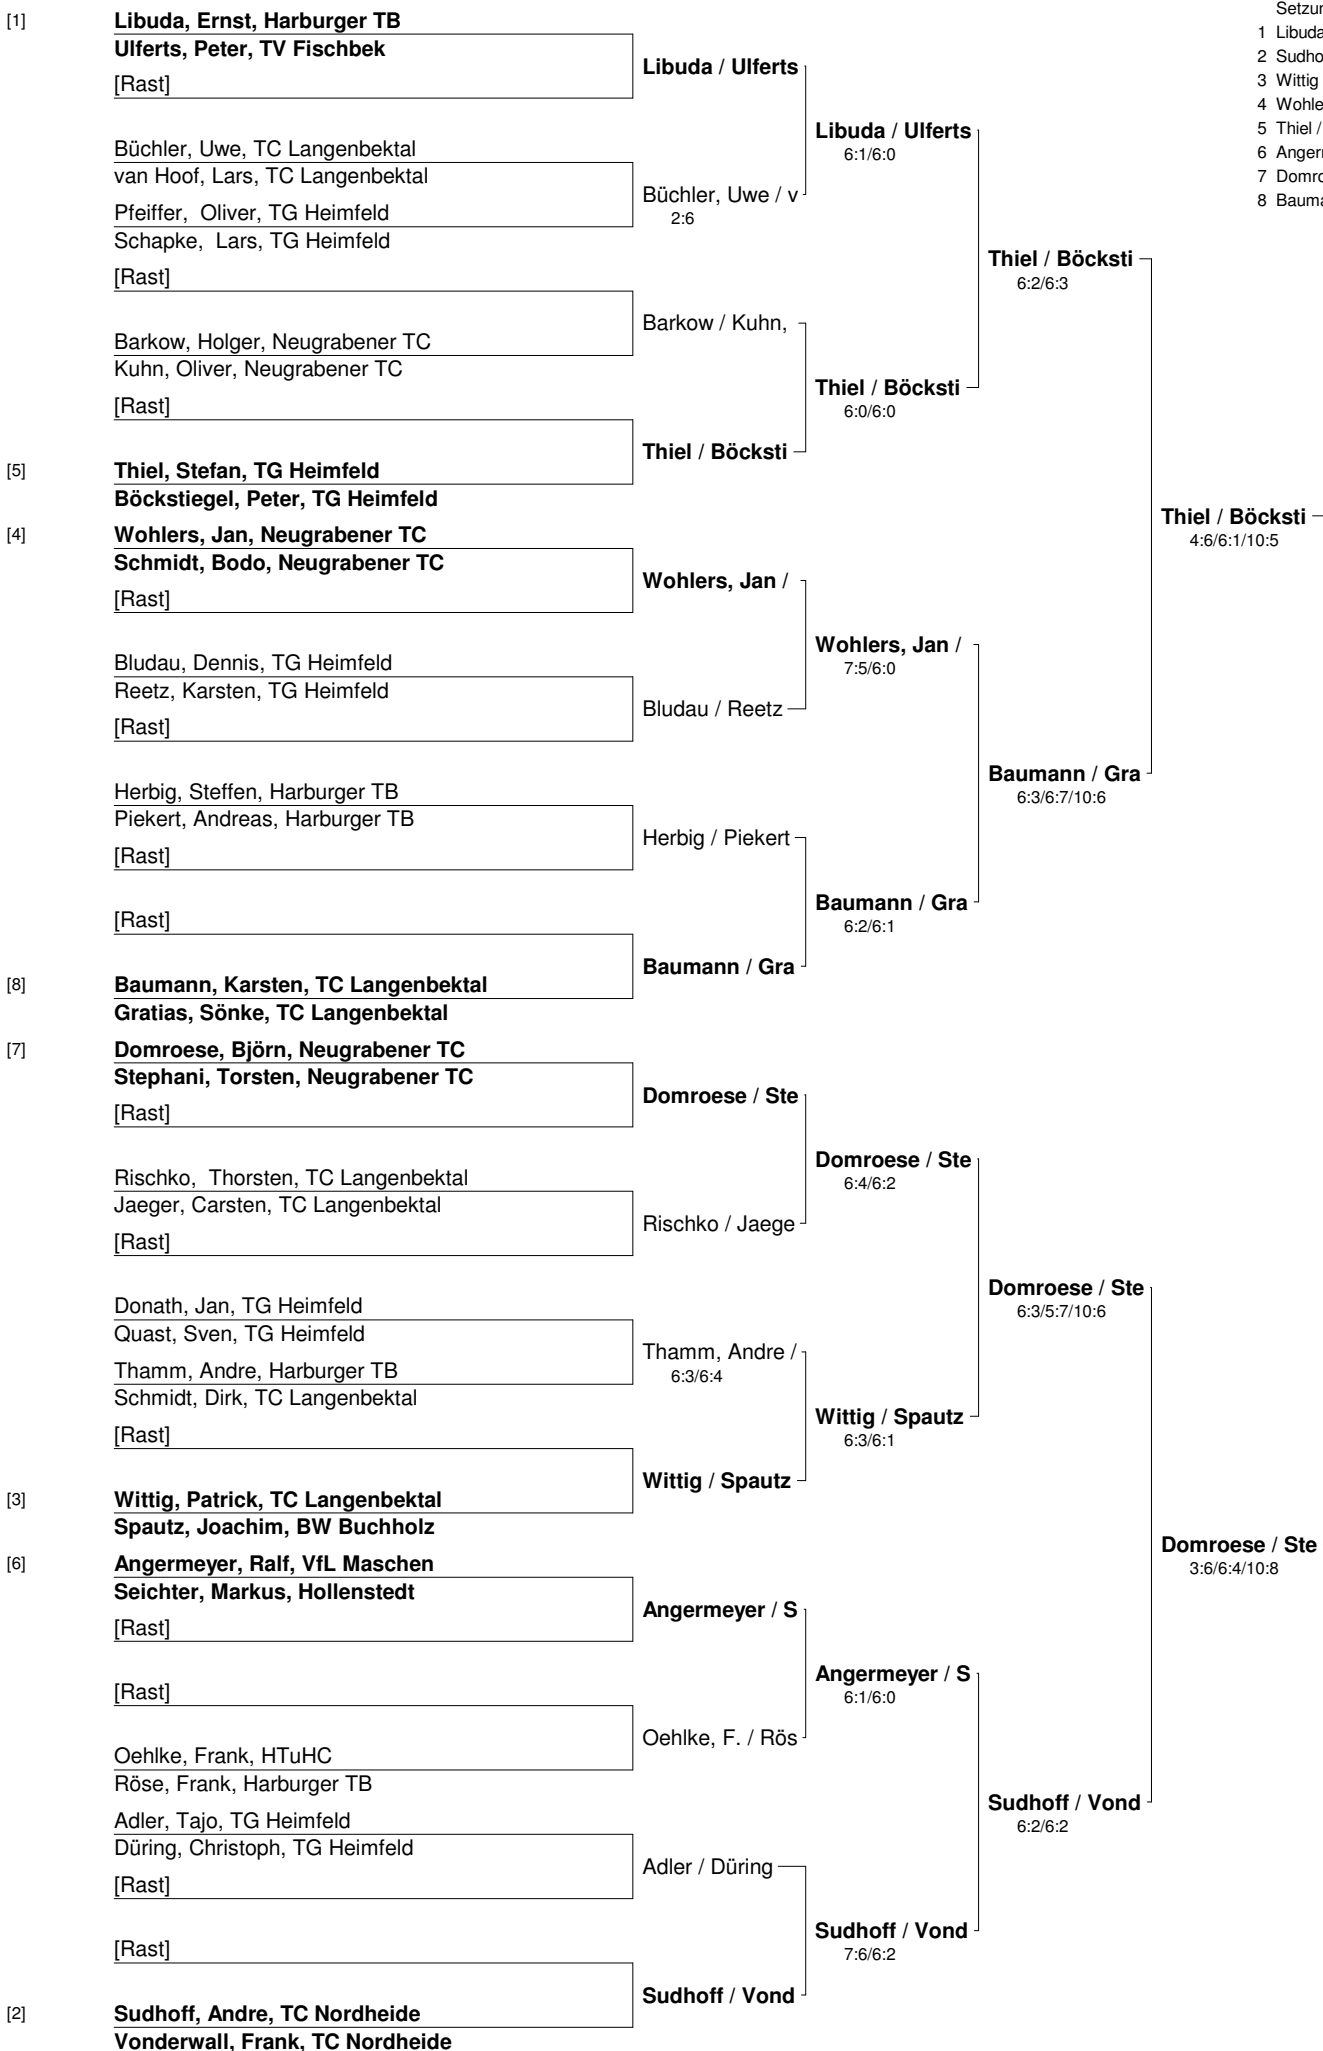 Setzun
1 Libuda
2 Sudho
3 Wittig
4 Wohle
5 Thiel /
6 Angerr
7 Domro
8 Bauma
[1] Libuda, Ernst, Harburger TB
Ulferts, Peter, TV Fischbek
[Rast]
Büchler, Uwe, TC Langenbektal
van Hoof, Lars, TC Langenbektal
Pfeiffer, Oliver, TG Heimfeld
Schapke, Lars, TG Heimfeld
[Rast]
Barkow, Holger, Neugrabener TC
Kuhn, Oliver, Neugrabener TC
[Rast]
[5] Thiel, Stefan, TG Heimfeld
Böckstiegel, Peter, TG Heimfeld
[4] Wohlers, Jan, Neugrabener TC
Schmidt, Bodo, Neugrabener TC
[Rast]
Bludau, Dennis, TG Heimfeld
Reetz, Karsten, TG Heimfeld
[Rast]
Herbig, Steffen, Harburger TB
Piekert, Andreas, Harburger TB
[Rast]
[Rast]
[8] Baumann, Karsten, TC Langenbektal
Gratias, Sönke, TC Langenbektal
[7] Domroese, Björn, Neugrabener TC
Stephani, Torsten, Neugrabener TC
[Rast]
Rischko, Thorsten, TC Langenbektal
Jaeger, Carsten, TC Langenbektal
[Rast]
Donath, Jan, TG Heimfeld
Quast, Sven, TG Heimfeld
Thamm, Andre, Harburger TB
Schmidt, Dirk, TC Langenbektal
[Rast]
[3] Wittig, Patrick, TC Langenbektal
Spautz, Joachim, BW Buchholz
[6] Angermeyer, Ralf, VfL Maschen
Seichter, Markus, Hollenstedt
[Rast]
[Rast]
Oehlke, Frank, HTuHC
Röse, Frank, Harburger TB
Adler, Tajo, TG Heimfeld
Düring, Christoph, TG Heimfeld
[Rast]
[Rast]
[2] Sudhoff, Andre, TC Nordheide
Vonderwall, Frank, TC Nordheide
Libuda / Ulferts
Büchler, Uwe / v
2:6
Barkow / Kuhn,
Thiel / Böcksti
Wohlers, Jan /
Bludau / Reetz
Herbig / Piekert
Baumann / Gra
Domroese / Ste
Rischko / Jaege
Thamm, Andre /
6:3/6:4
Wittig / Spautz
Angermeyer / S
Oehlke, F. / Rös
Adler / Düring
Sudhoff / Vond
Libuda / Ulferts
6:1/6:0
Thiel / Böcksti
6:0/6:0
Wohlers, Jan /
7:5/6:0
Baumann / Gra
6:2/6:1
Domroese / Ste
6:4/6:2
Wittig / Spautz
6:3/6:1
Angermeyer / S
6:1/6:0
Sudhoff / Vond
7:6/6:2
Thiel / Böcksti
6:2/6:3
Baumann / Gra
6:3/6:7/10:6
Domroese / Ste
6:3/5:7/10:6
Sudhoff / Vond
6:2/6:2
Thiel / Böcksti
4:6/6:1/10:5
Domroese / Ste
3:6/6:4/10:8